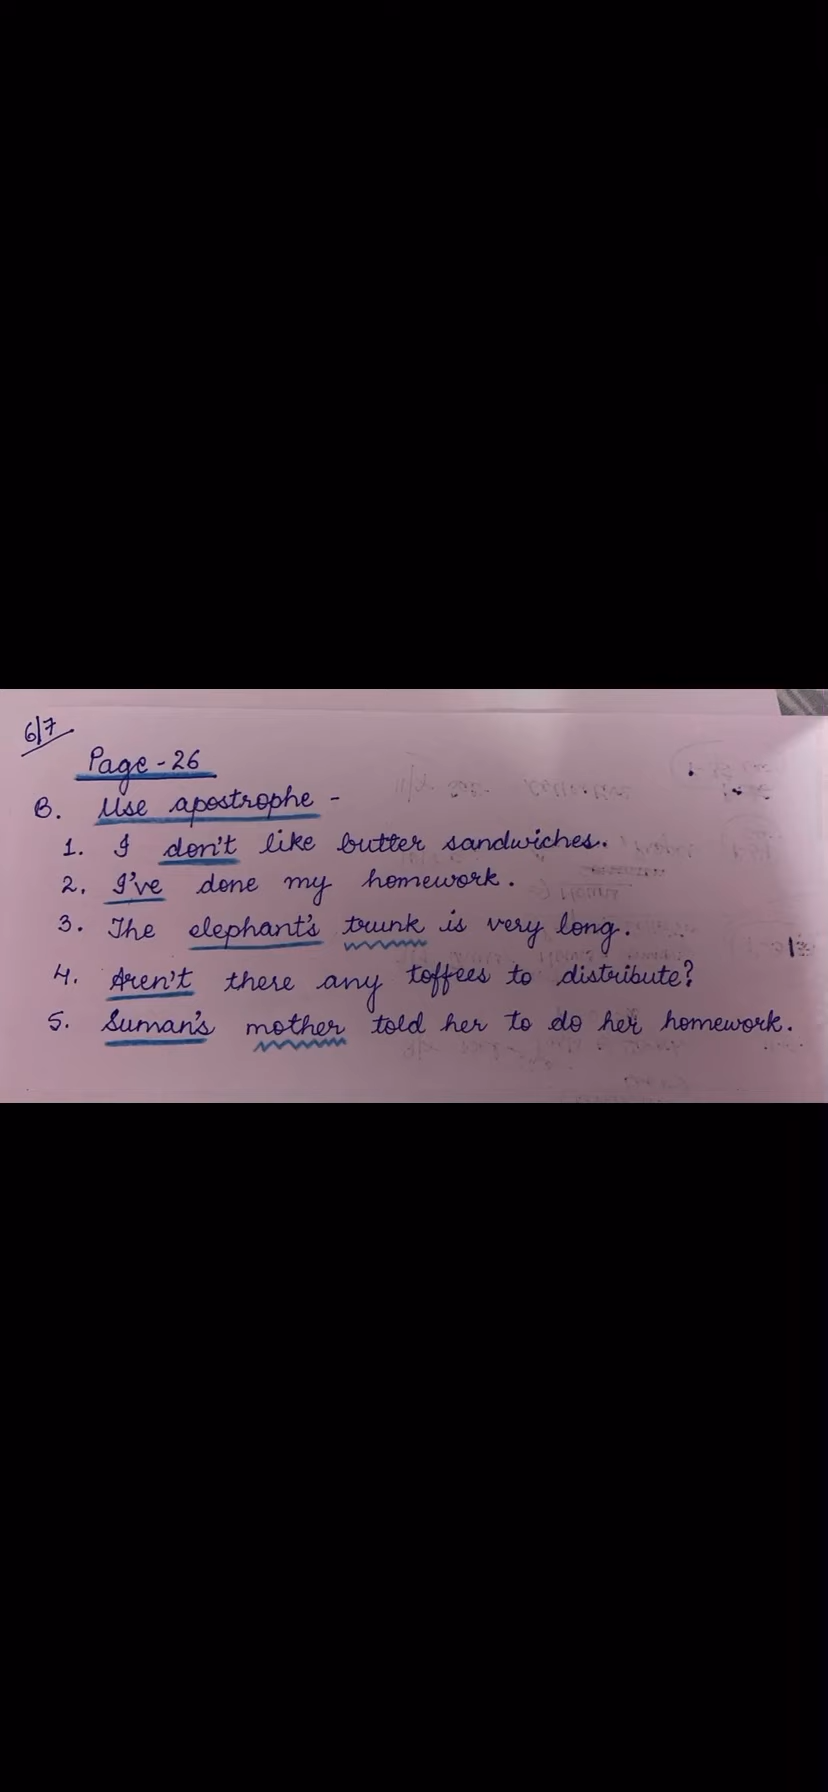 6/7
Page - 26
B. Use apostrophe -
1. I don't like butter sandwiches.
2. I've done my homework.
3. The elephant's trunk is very long.
4. Aren't there any toffees to distribute?
5. Suman's mother told her to do her homework.